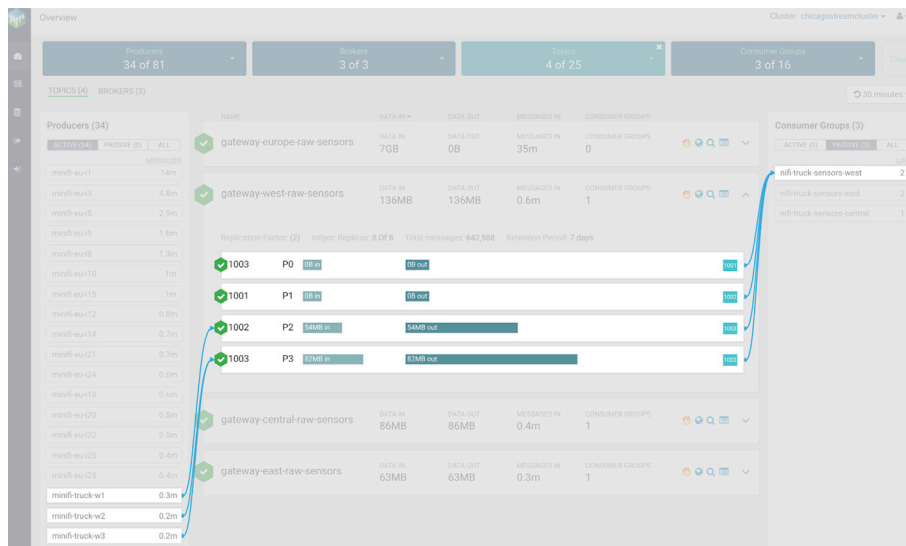 Overview
Cluster: chicagostreamcluster
Producers
34 of 81
Brokers
3 of 3
Topics
4 of 25
Consumer Groups
3 of 16
TOPICS (4) BROKERS (3)
30 minutes
Producers (34)
ACTIVE (34) PASSIVE (0) ALL
MESSAGES
minifi-eu-i1 14m
minifi-eu-i3 4.8m
minifi-eu-i5 2.9m
minifi-eu-i9 1.6m
minifi-eu-i8 1.3m
minifi-eu-i10 1m
minifi-eu-i15 1m
minifi-eu-i12 0.8m
minifi-eu-i14 0.7m
minifi-eu-i21 0.7m
minifi-eu-i24 0.6m
minifi-eu-i18 0.6m
minifi-eu-i20 0.5m
minifi-eu-i22 0.5m
minifi-eu-i23 0.4m
minifi-eu-i25 0.4m
minifi-truck-w1 0.3m
minifi-truck-w2 0.2m
minifi-truck-w3 0.2m
NAME DATA IN DATA OUT MESSAGES IN CONSUMER GROUPS
gateway-europe-raw-sensors
DATA IN DATA OUT MESSAGES IN CONSUMER GROUPS
7GB 0B 35m 0
gateway-west-raw-sensors
DATA IN DATA OUT MESSAGES IN CONSUMER GROUPS
136MB 136MB 0.6m 1
Replication Factor: (2) InSync Replicas: 8 Of 8 Total messages: 642,588 Retention Period: 7 days
1003 P0 0B in 0B out 1001
1001 P1 0B in 0B out 1002
1002 P2 54MB in 54MB out 1003
1003 P3 82MB in 82MB out 1002
gateway-central-raw-sensors
DATA IN DATA OUT MESSAGES IN CONSUMER GROUPS
86MB 86MB 0.4m 1
gateway-east-raw-sensors
DATA IN DATA OUT MESSAGES IN CONSUMER GROUPS
63MB 63MB 0.3m 1
Consumer Groups (3)
ACTIVE (0) PASSIVE (3) ALL
nifi-truck-sensors-west 2
nifi-truck-sensors-east 2
nifi-truck-sensors-central 1